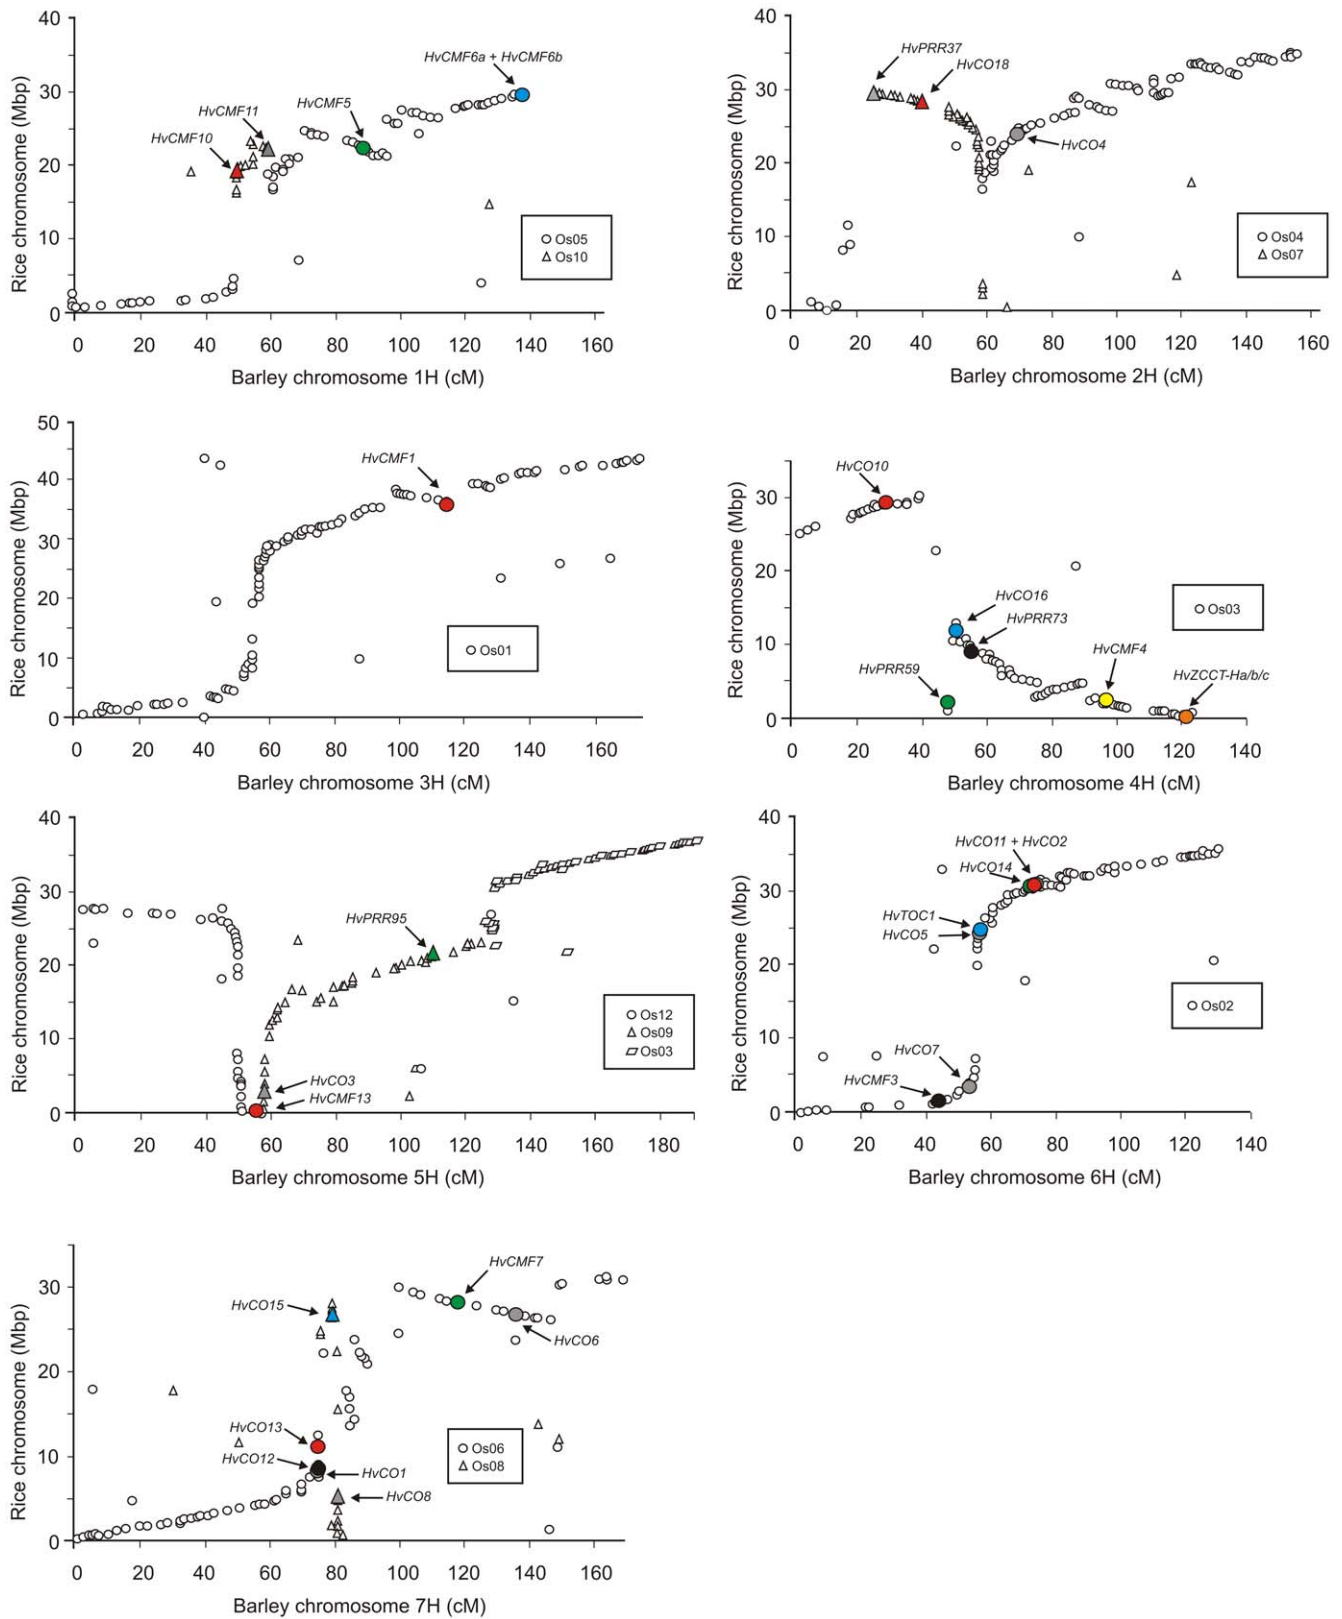 40
30
20
10
0
Rice chromosome (Mbp)
HvCMF6a + HvCMF6b
HvCMF5
HvCMF11
HvCMF10
Os05
Os10
0 20 40 60 80 100 120 140 160
Barley chromosome 1H (cM)
40
30
20
10
0
Rice chromosome (Mbp)
HvPRR37
HvCO18
HvCO4
Os04
Os07
0 20 40 60 80 100 120 140 160
Barley chromosome 2H (cM)
50
40
30
20
10
0
Rice chromosome (Mbp)
HvCMF1
Os01
0 20 40 60 80 100 120 140 160
Barley chromosome 3H (cM)
30
20
10
0
Rice chromosome (Mbp)
HvCO10
HvCO16
HvPRR73
HvPRR59
HvCMF4
HvZCCT-Ha/b/c
Os03
0 20 40 60 80 100 120 140
Barley chromosome 4H (cM)
40
30
20
10
0
Rice chromosome (Mbp)
HvPRR95
HvCO3
HvCMF13
Os12
Os09
Os03
0 20 40 60 80 100 120 140 160 180
Barley chromosome 5H (cM)
40
30
20
10
0
Rice chromosome (Mbp)
HvCO11 + HvCO2
HvCO14
HvTOC1
HvCO5
HvCO7
HvCMF3
Os02
0 20 40 60 80 100 120 140
Barley chromosome 6H (cM)
30
20
10
0
Rice chromosome (Mbp)
HvCMF7
HvCO15
HvCO6
HvCO13
HvCO12
HvCO1
HvCO8
Os06
Os08
0 20 40 60 80 100 120 140 160
Barley chromosome 7H (cM)